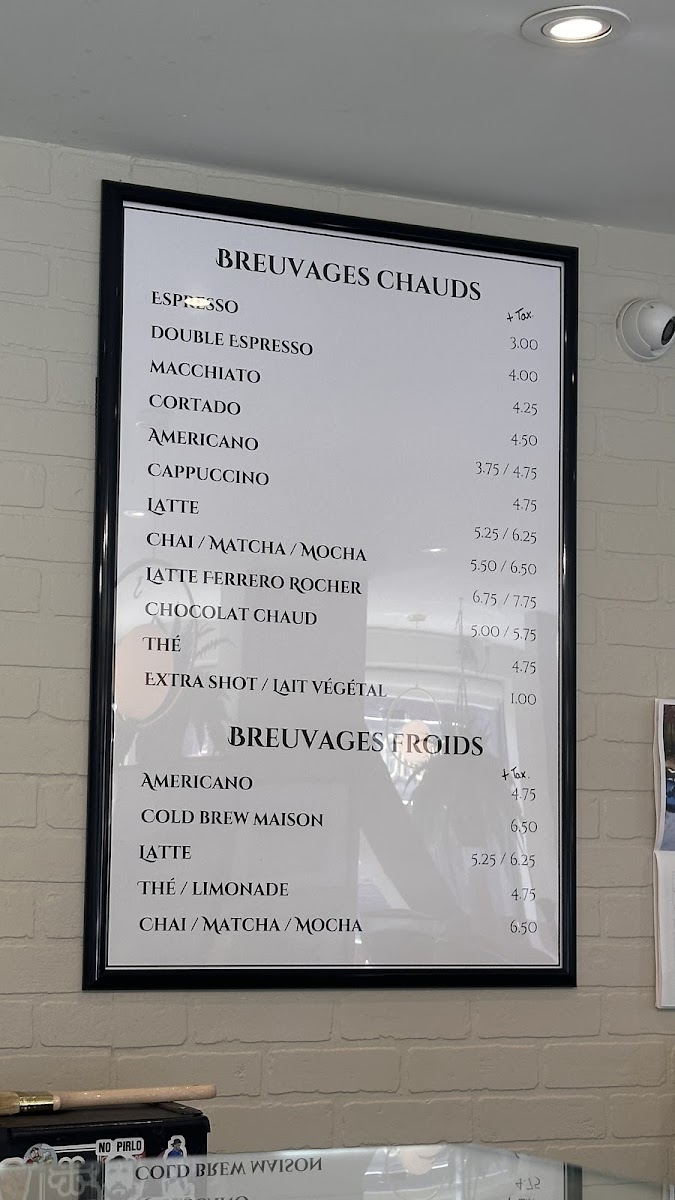 Breuvages chauds
+ Tax.
Espresso 3.00
double Espresso 4.00
macchiato 4.25
cortado 4.50
Americano 3.75 / 4.75
Cappuccino 4.75
Latte 5.25 / 6.25
Chai / Matcha / Mocha 5.50 / 6.50
Latte Ferrero Rocher 6.75 / 7.75
Chocolat chaud 5.00 / 5.75
Thé 4.75
Extra shot / Lait végétal 1.00
Breuvages froids
+ Tax.
Americano 4.75
Cold brew maison 6.50
Latte 5.25 / 6.25
Thé / limonade 4.75
Chai / Matcha / Mocha 6.50
NO PIRLO